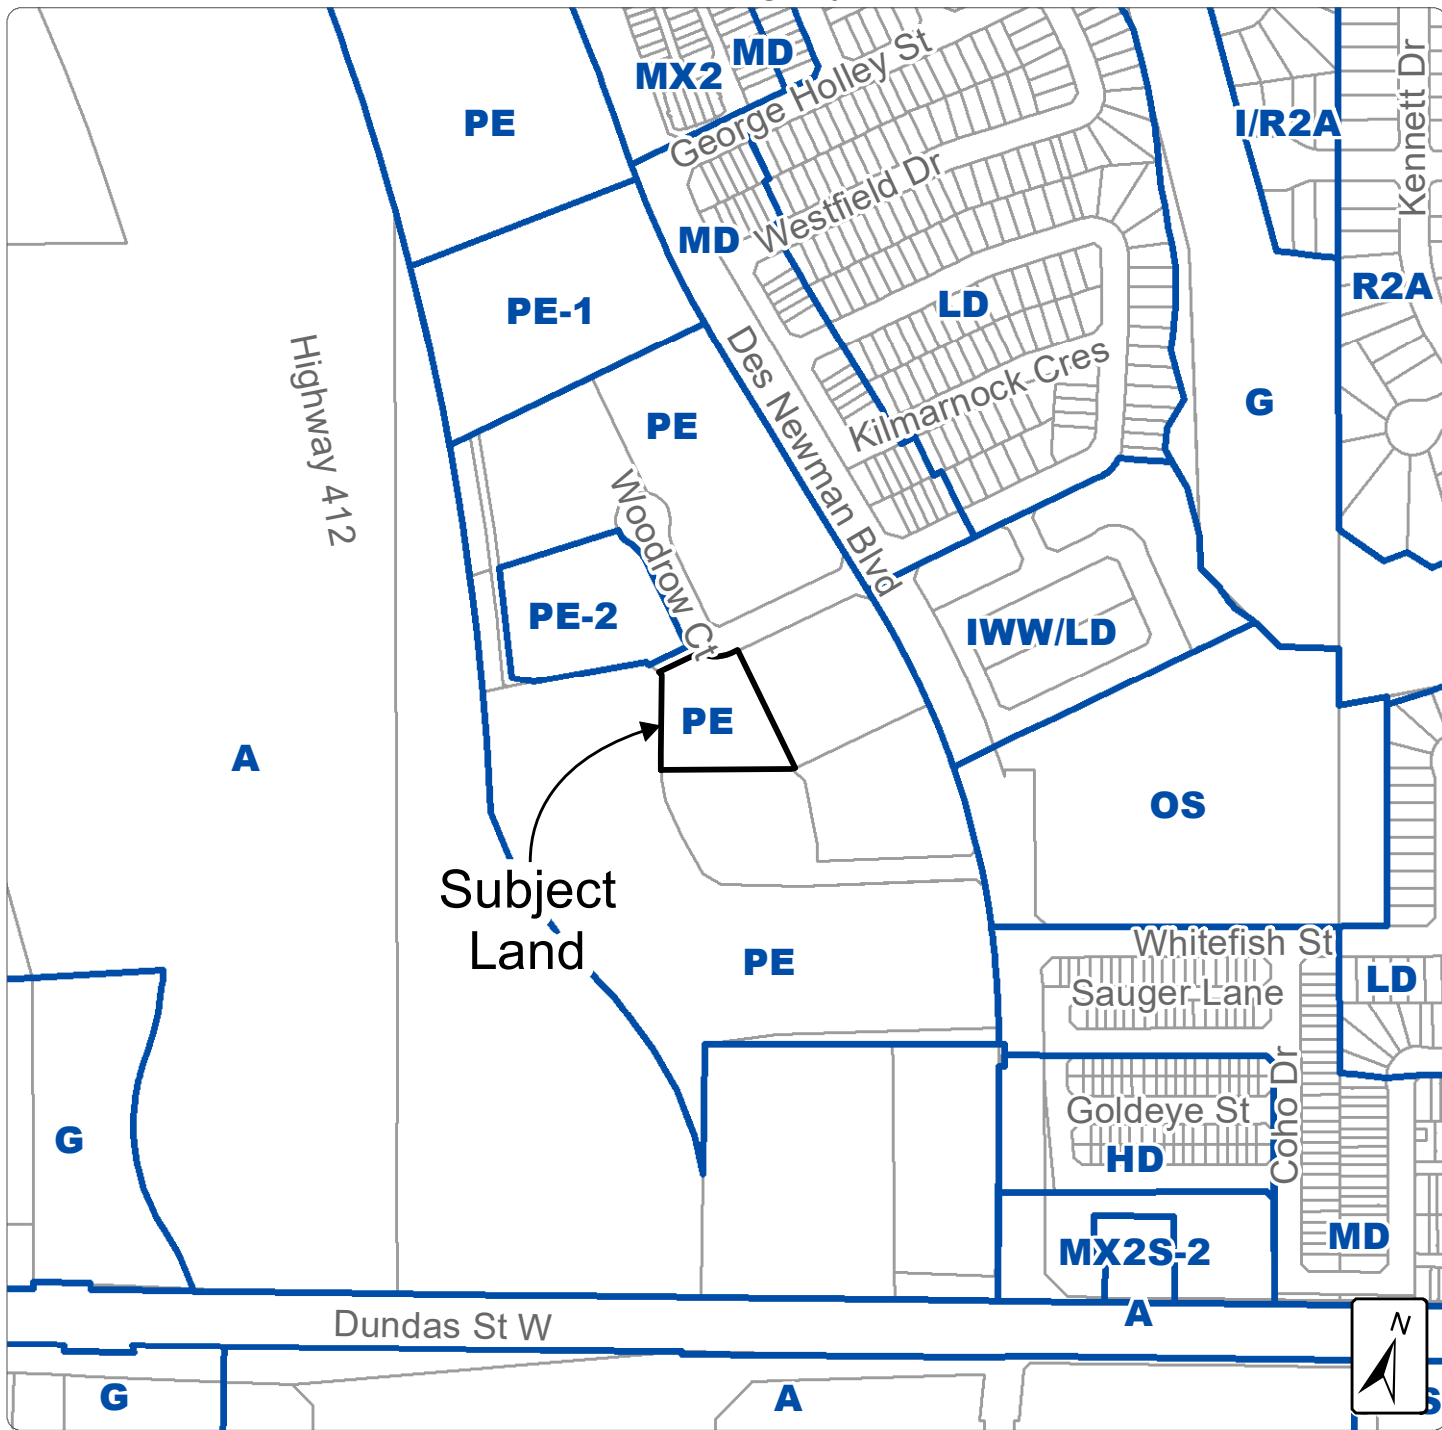 MD
MX2
George Holley St
PE
I/R2A
Kennett Dr
Westfield Dr
MD
R2A
PE-1
LD
Highway 412
Des Newman Blvd
Kilmarnock Cres
G
PE
Woodrow Ct
PE-2
IWW/LD
PE
A
OS
Subject
Land
Whitefish St
PE
LD
Sauger Lane
Goldeye St
Coho Dr
G
HD
MD
MX2S-2
A
Dundas St W
N
G
A
S